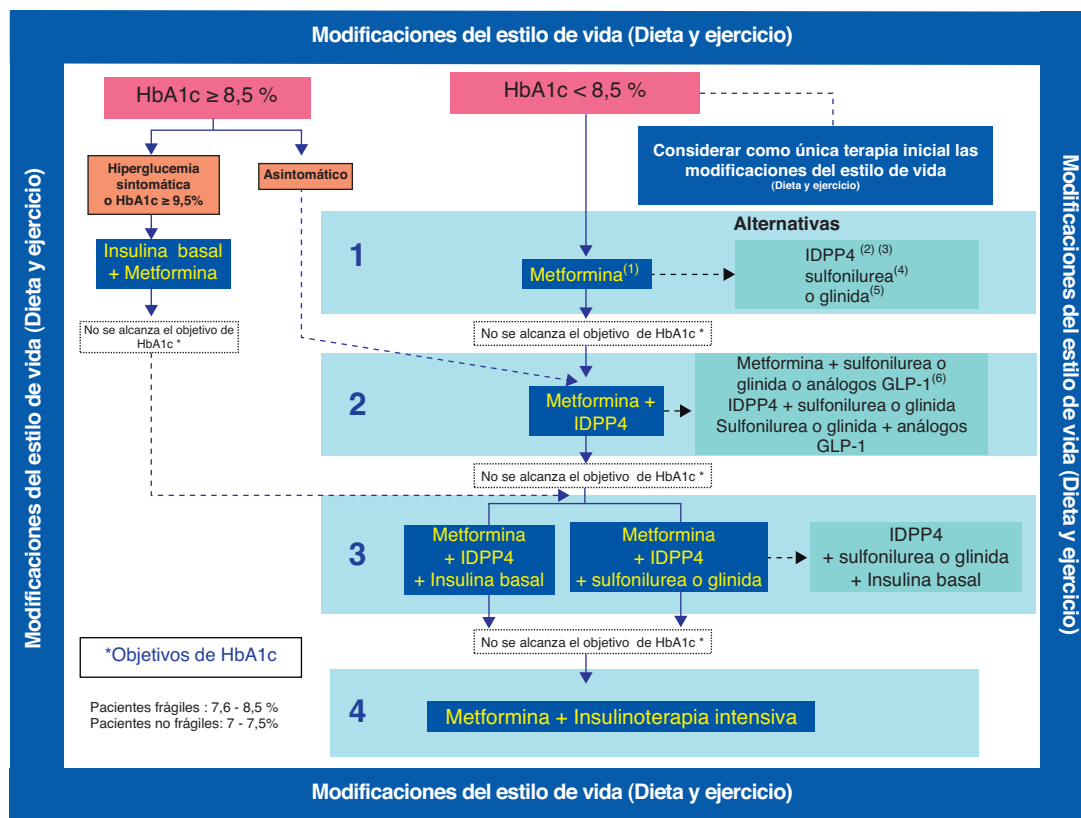 Modificaciones del estilo de vida (Dieta y ejercicio)
Modificaciones del estilo de vida (Dieta y ejercicio)
Modificaciones del estilo de vida (Dieta y ejercicio)
HbA1c ≥ 8,5 %
HbA1c < 8,5 %
Considerar como única terapia inicial las
modificaciones del estilo de vida
(Dieta y ejercicio)
Hiperglucemia
sintomática
o HbA1c ≥ 9,5%
Asintomático
Insulina basal
+ Metformina
No se alcanza el objetivo de
HbA1c *
1
Metformina(1)
Alternativas
IDPP4 (2) (3)
sulfonilurea(4)
o glinida(5)
No se alcanza el objetivo de HbA1c *
2
Metformina +
IDPP4
Metformina + sulfonilurea o
glinida o análogos GLP-1(6)
IDPP4 + sulfonilurea o glinida
Sulfonilurea o glinida + análogos
GLP-1
No se alcanza el objetivo de HbA1c *
3
Metformina
+ IDPP4
+ Insulina basal
Metformina
+ IDPP4
+ sulfonilurea o glinida
IDPP4
+ sulfonilurea o glinida
+ Insulina basal
No se alcanza el objetivo de HbA1c *
4
Metformina + Insulinoterapia intensiva
*Objetivos de HbA1c
Pacientes frágiles : 7,6 - 8,5 %
Pacientes no frágiles: 7 - 7,5%
Modificaciones del estilo de vida (Dieta y ejercicio)